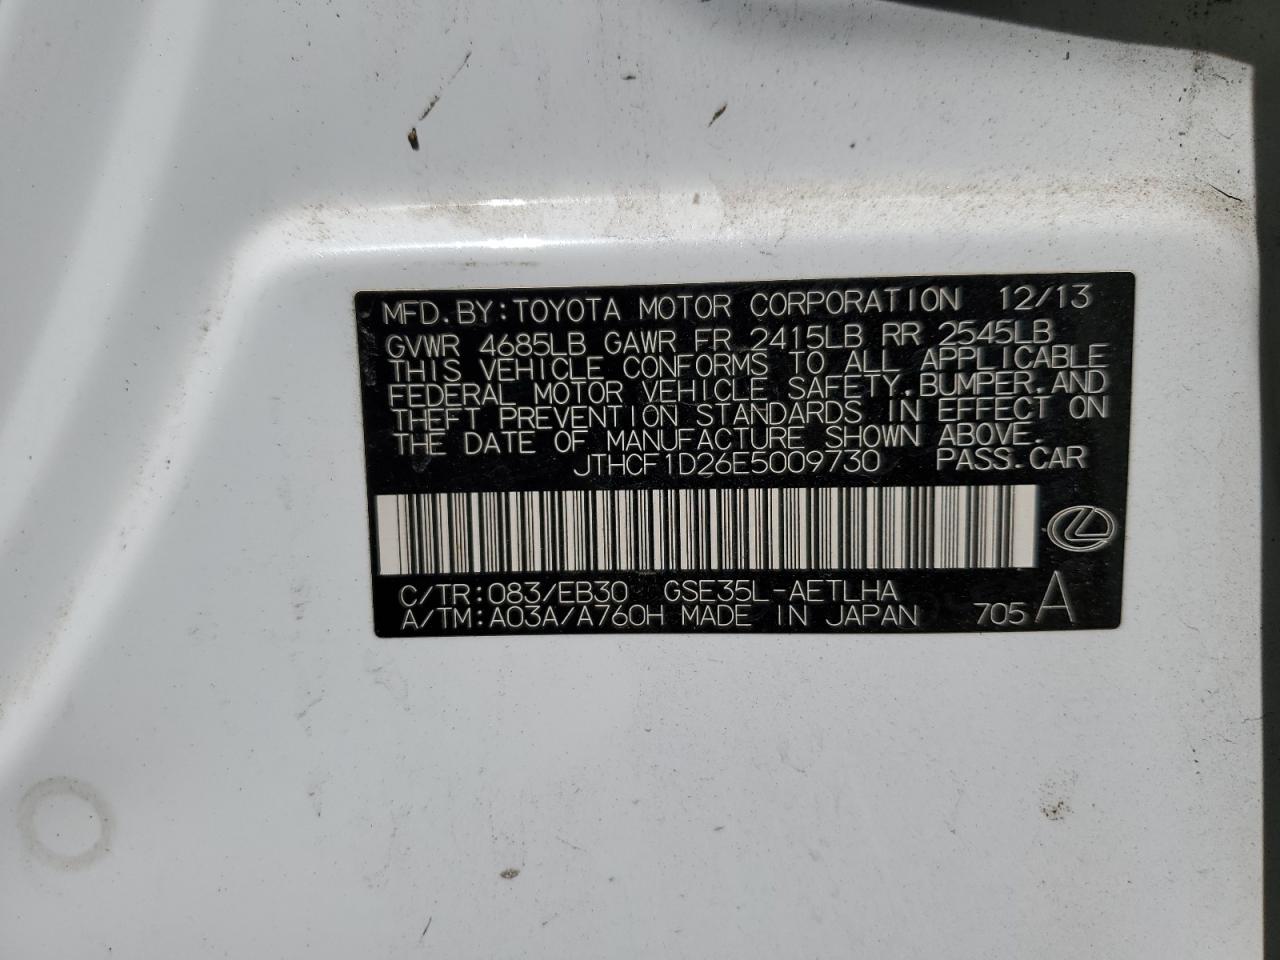 MFD. BY: TOYOTA MOTOR CORPORATION 12/13
GVWR 4685LB GAWR FR 2415LB RR 2545LB
THIS VEHICLE CONFORMS TO ALL APPLICABLE
FEDERAL MOTOR VEHICLE SAFETY, BUMPER, AND
THEFT PREVENTION STANDARDS IN EFFECT ON
THE DATE OF MANUFACTURE SHOWN ABOVE.
JTHCF1D26E5009730 PASS. CAR
C/TR: 083/EB30 GSE35L-AETLHA
A/TM: A03A/A760H MADE IN JAPAN 705 A